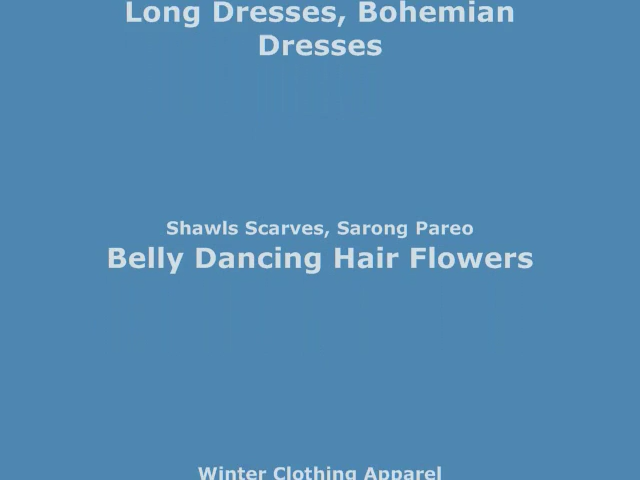 Long Dresses, Bohemian
Dresses
Shawls Scarves, Sarong Pareo
Belly Dancing Hair Flowers
Winter Clothing Apparel